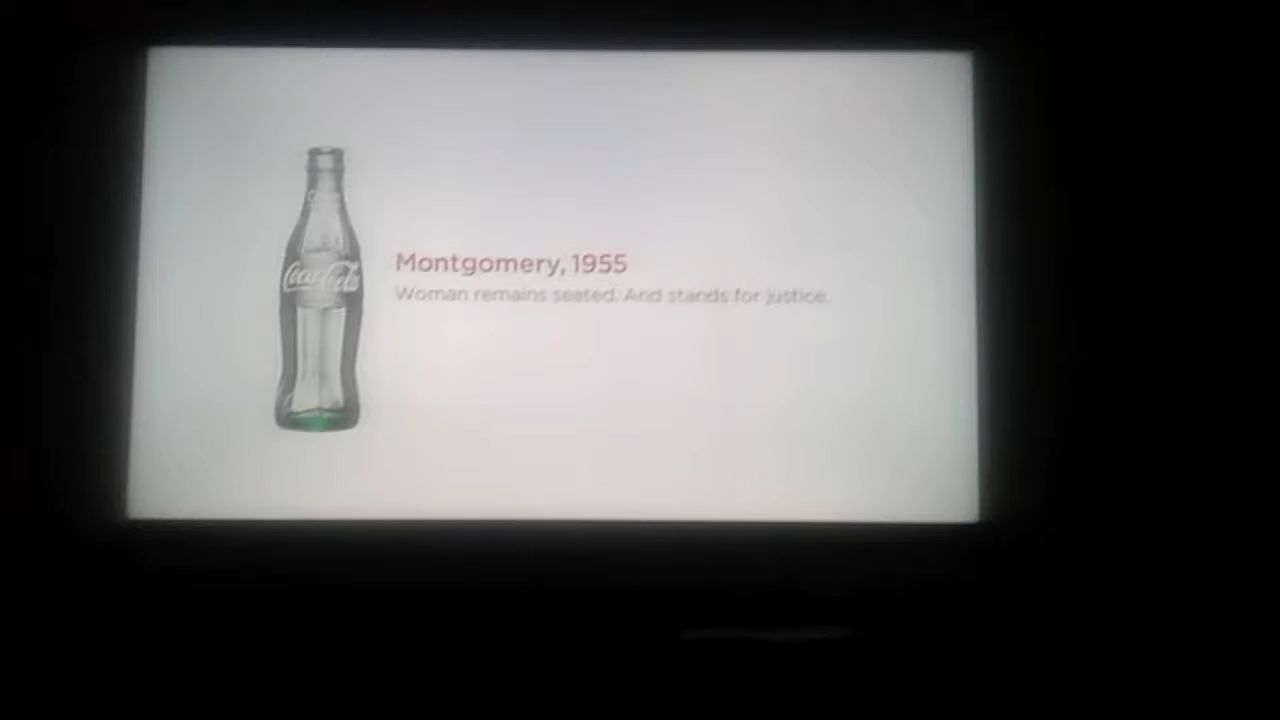 Coca-Cola
Montgomery, 1955
Woman remains seated. And stands for justice.